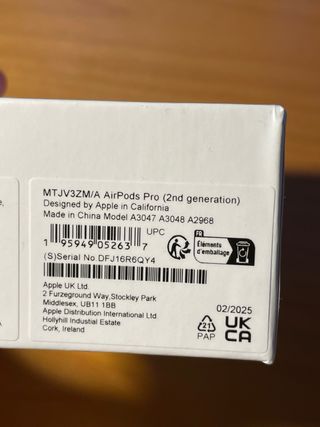 MTJV3ZM/A AirPods Pro (2nd generation)
Designed by Apple in California
Made in China Model A3047 A3048 A2968
UPC
1 95949 05263 7
FR
Éléments
d'emballage
(S)Serial No.DFJ16R6QY4
Apple UK Ltd
2 Furzeground Way,Stockley Park
Middlesex, UB11 1BB
Apple Distribution International Ltd
Hollyhill Industial Estate
Cork, Ireland
02/2025
21
PAP
UK
CA